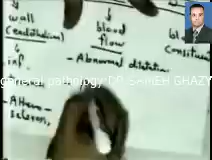 wall
(endothelium)
blood
flow
- Abnormal dilatation
inf.
general pathology DR SAMEH GHAZY
- Athero-
sclerosis,